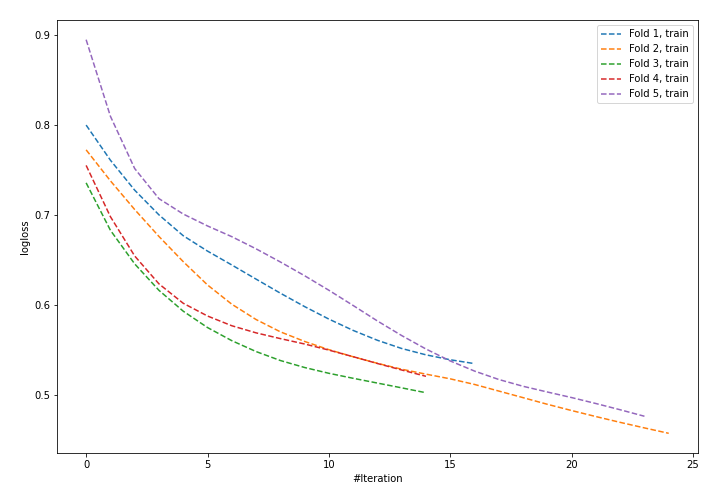 0.9
0.8
0.7
0.6
0.5
logloss
0
5
10
15
20
25
#Iteration
Fold 1, train
Fold 2, train
Fold 3, train
Fold 4, train
Fold 5, train